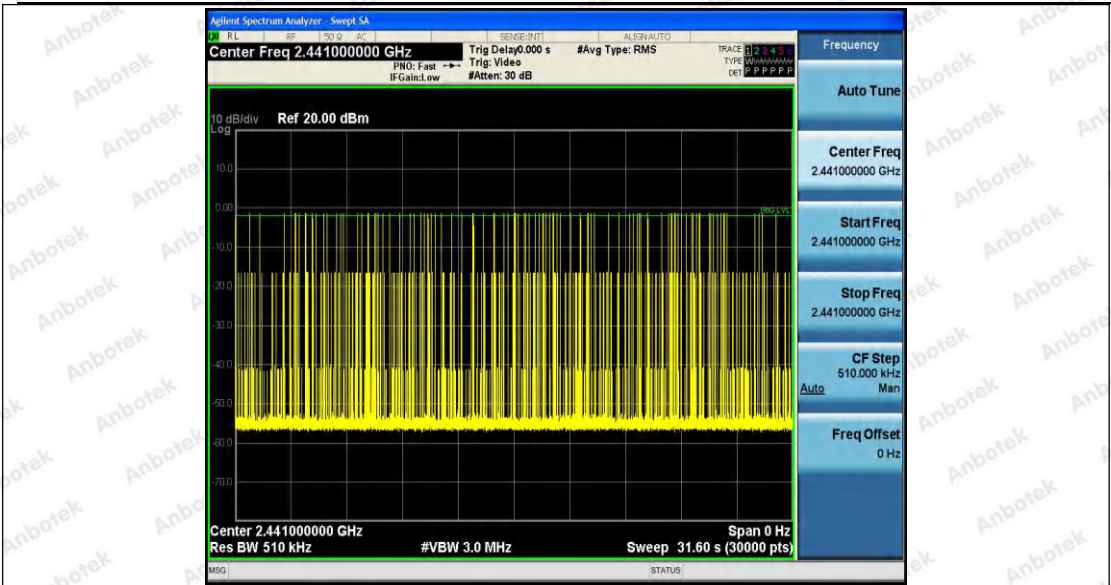 Agilent Spectrum Analyzer - Swept SA
RL RF 50 Ω AC SENSE:INT ALIGN AUTO
Center Freq 2.441000000 GHz
PNO: Fast
IFGain:Low
Trig Delay0.000 s
Trig: Video
#Atten: 30 dB
#Avg Type: RMS
TRACE 1 2 3 4 5 6
TYPE
DET P P P P P P
10 dB/div Ref 20.00 dBm
Log
10.0
0.00
TRIG LVL
-10.0
-20.0
-30.0
-40.0
-50.0
-60.0
-70.0
Center 2.441000000 GHz Span 0 Hz
Res BW 510 kHz #VBW 3.0 MHz Sweep 31.60 s (30000 pts)
MSG STATUS
Frequency
Auto Tune
Center Freq
2.441000000 GHz
Start Freq
2.441000000 GHz
Stop Freq
2.441000000 GHz
CF Step
510.000 kHz
Auto Man
Freq Offset
0 Hz
Anbotek